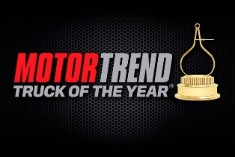 MOTORTREND
TRUCK OF THE YEAR